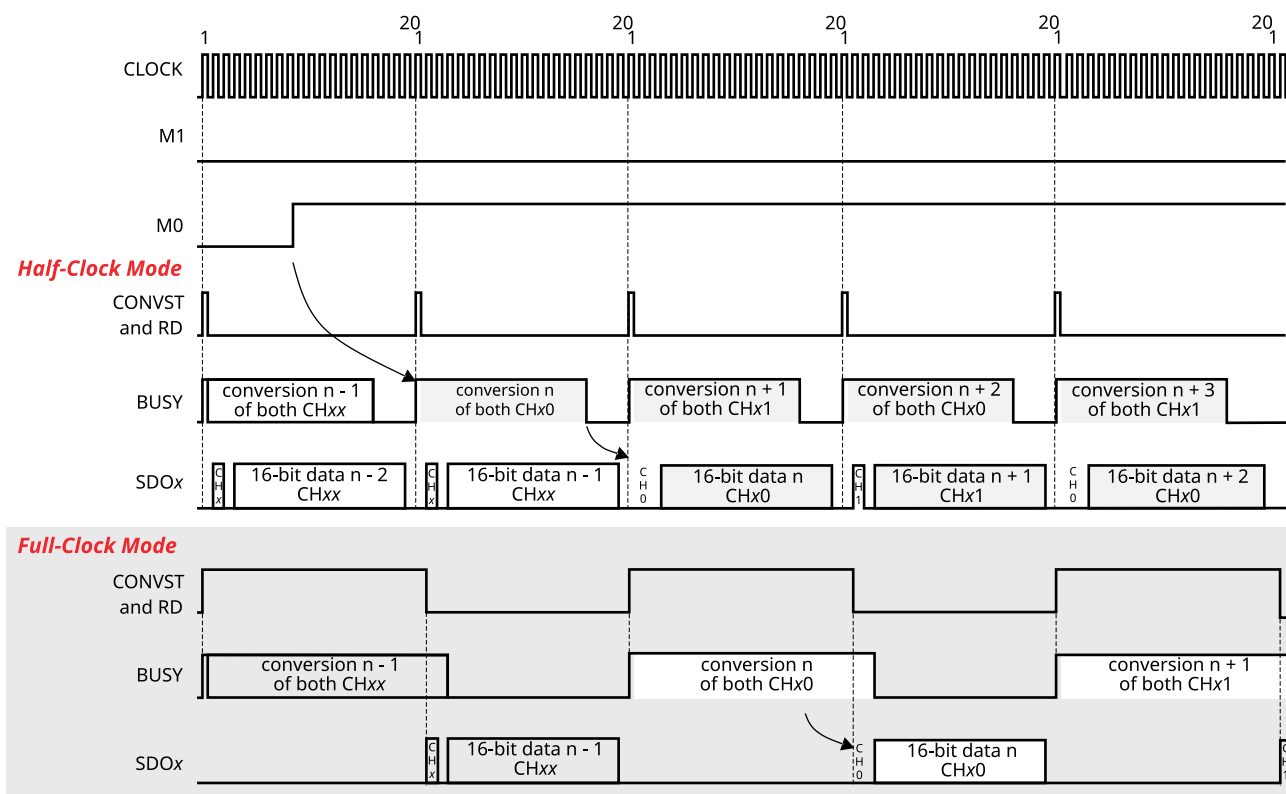 20 20 20 20 20
1 1 1 1 1 1
CLOCK
M1
M0
Half-Clock Mode
CONVST
and RD
BUSY
conversion n - 1
of both CHxx
conversion n
of both CHx0
conversion n + 1
of both CHx1
conversion n + 2
of both CHx0
conversion n + 3
of both CHx1
SDOx
CHx
16-bit data n - 2
CHxx
CHx
16-bit data n - 1
CHxx
CH0
16-bit data n
CHx0
CH1
16-bit data n + 1
CHx1
CH0
16-bit data n + 2
CHx0
Full-Clock Mode
CONVST
and RD
BUSY
conversion n - 1
of both CHxx
conversion n
of both CHx0
conversion n + 1
of both CHx1
SDOx
CHx
16-bit data n - 1
CHxx
CH0
16-bit data n
CHx0
CH1